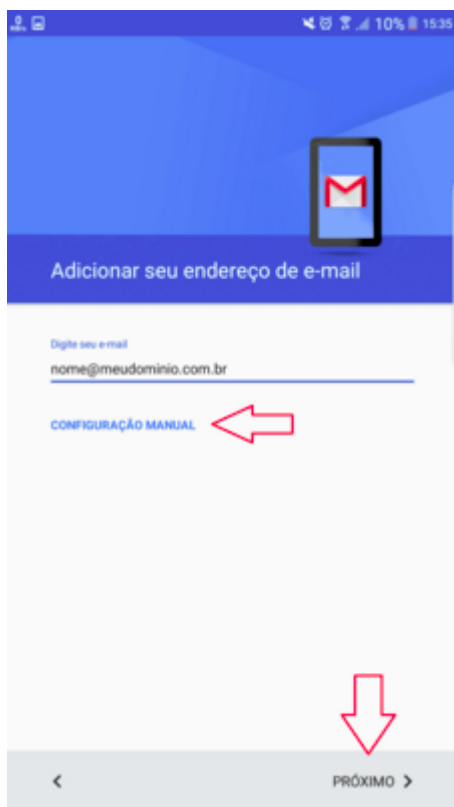 10% 15:35
Adicionar seu endereço de e-mail
Digite seu e-mail
nome@meudominio.com.br
CONFIGURAÇÃO MANUAL
PRÓXIMO